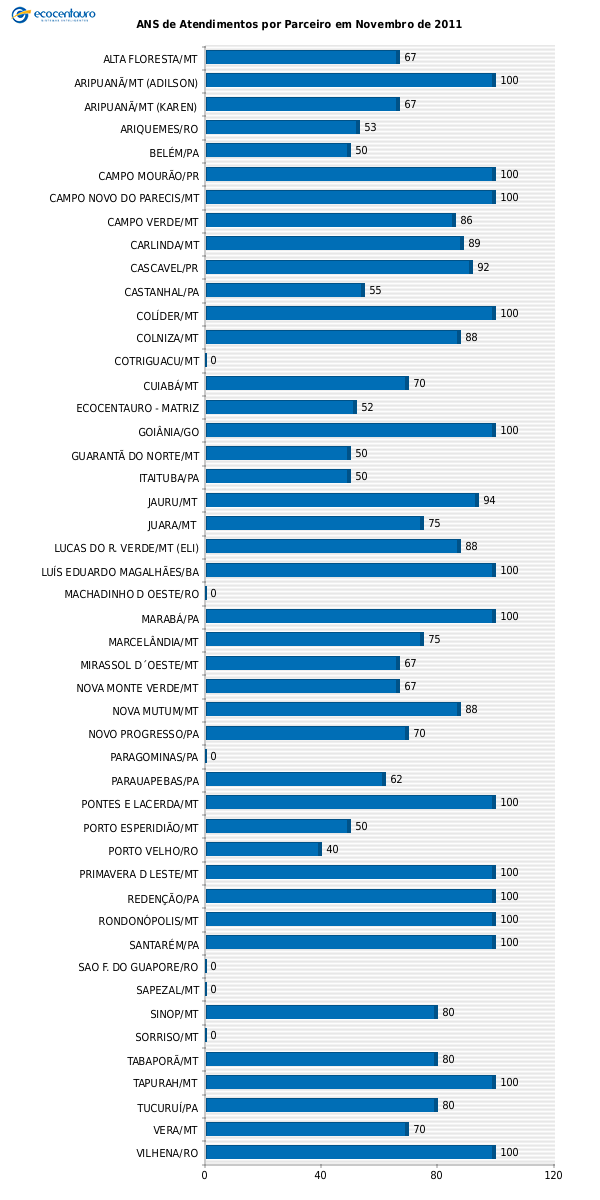 ecocentauro
ANS de Atendimentos por Parceiro em Novembro de 2011
ALTA FLORESTA/MT 67
ARIPUANÃ/MT (ADILSON) 100
ARIPUANÃ/MT (KAREN) 67
ARIQUEMES/RO 53
BELÉM/PA 50
CAMPO MOURÃO/PR 100
CAMPO NOVO DO PARECIS/MT 100
CAMPO VERDE/MT 86
CARLINDA/MT 89
CASCAVEL/PR 92
CASTANHAL/PA 55
COLÍDER/MT 100
COLNIZA/MT 88
COTRIGUACU/MT 0
CUIABÁ/MT 70
ECOCENTAURO - MATRIZ 52
GOIÂNIA/GO 100
GUARANTÃ DO NORTE/MT 50
ITAITUBA/PA 50
JAURU/MT 94
JUARA/MT 75
LUCAS DO R. VERDE/MT (ELI) 88
LUÍS EDUARDO MAGALHÃES/BA 100
MACHADINHO D OESTE/RO 0
MARABÁ/PA 100
MARCELÂNDIA/MT 75
MIRASSOL D´OESTE/MT 67
NOVA MONTE VERDE/MT 67
NOVA MUTUM/MT 88
NOVO PROGRESSO/PA 70
PARAGOMINAS/PA 0
PARAUAPEBAS/PA 62
PONTES E LACERDA/MT 100
PORTO ESPERIDIÃO/MT 50
PORTO VELHO/RO 40
PRIMAVERA D LESTE/MT 100
REDENÇÃO/PA 100
RONDONÓPOLIS/MT 100
SANTARÉM/PA 100
SAO F. DO GUAPORE/RO 0
SAPEZAL/MT 0
SINOP/MT 80
SORRISO/MT 0
TABAPORÃ/MT 80
TAPURAH/MT 100
TUCURUÍ/PA 80
VERA/MT 70
VILHENA/RO 100
0 40 80 120